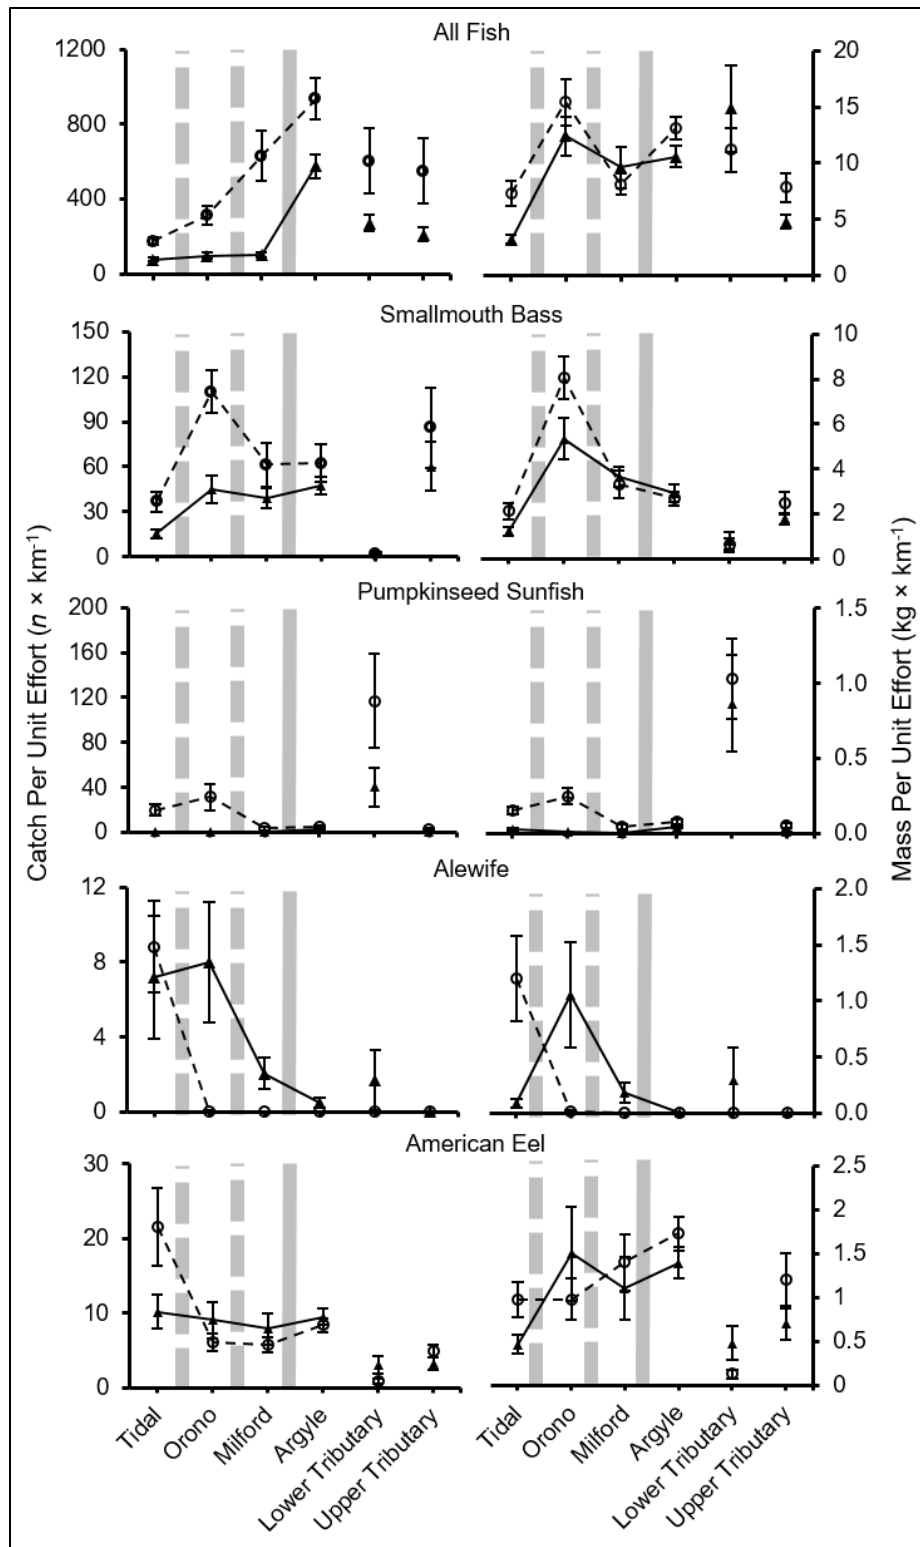 All Fish
1200
800
400
0
20
15
10
5
0
Smallmouth Bass
150
120
90
60
30
0
10
8
6
4
2
0
Pumpkinseed Sunfish
200
160
120
80
40
0
1.5
1.0
0.5
0.0
Alewife
12
8
4
0
2.0
1.5
1.0
0.5
0.0
American Eel
30
20
10
0
2.5
2
1.5
1
0.5
0
Catch Per Unit Effort (n × km⁻¹)
Mass Per Unit Effort (kg × km⁻¹)
Tidal
Orono
Milford
Argyle
Lower Tributary
Upper Tributary
Tidal
Orono
Milford
Argyle
Lower Tributary
Upper Tributary